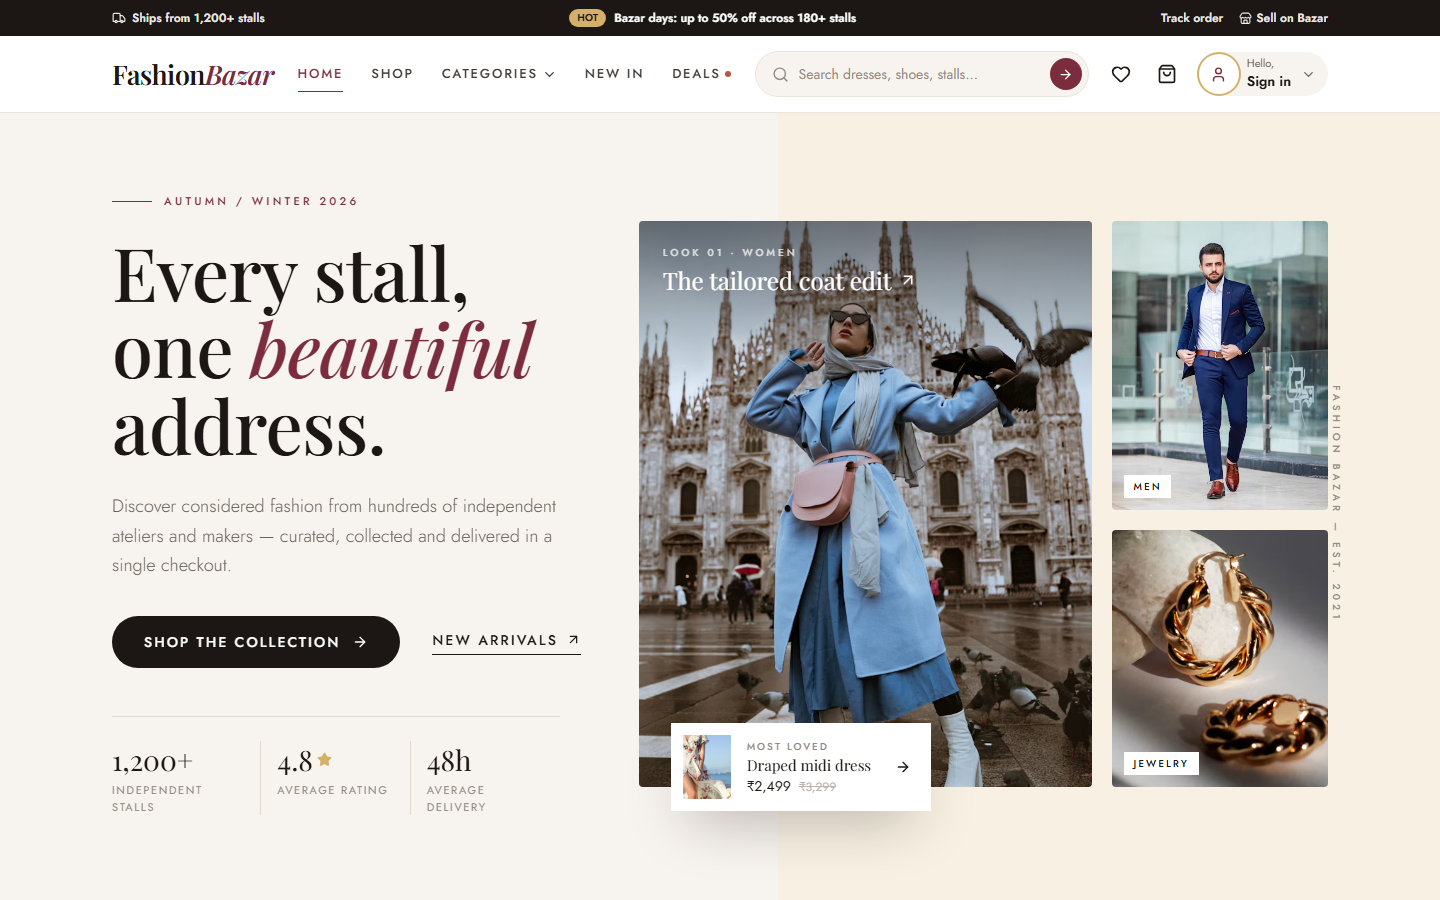 Ships from 1,200+ stalls
HOT Bazar days: up to 50% off across 180+ stalls
Track order
Sell on Bazar
FashionBazar
HOME
SHOP
CATEGORIES
NEW IN
DEALS
Search dresses, shoes, stalls...
Hello,
Sign in
AUTUMN / WINTER 2026
Every stall,
one beautiful
address.
Discover considered fashion from hundreds of independent
ateliers and makers — curated, collected and delivered in a
single checkout.
SHOP THE COLLECTION
NEW ARRIVALS
1,200+
INDEPENDENT
STALLS
4.8
AVERAGE RATING
48h
AVERAGE
DELIVERY
LOOK 01 · WOMEN
The tailored coat edit
MOST LOVED
Draped midi dress
₹2,499 ₹3,299
MEN
JEWELRY
FASHION BAZAR — EST. 2021